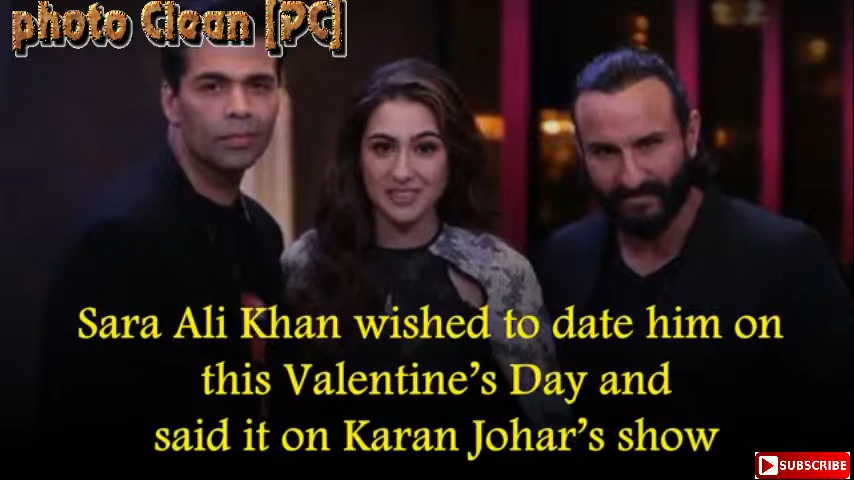 photo Clean [PC]
Sara Ali Khan wished to date him on
this Valentine's Day and
said it on Karan Johar's show
SUBSCRIBE